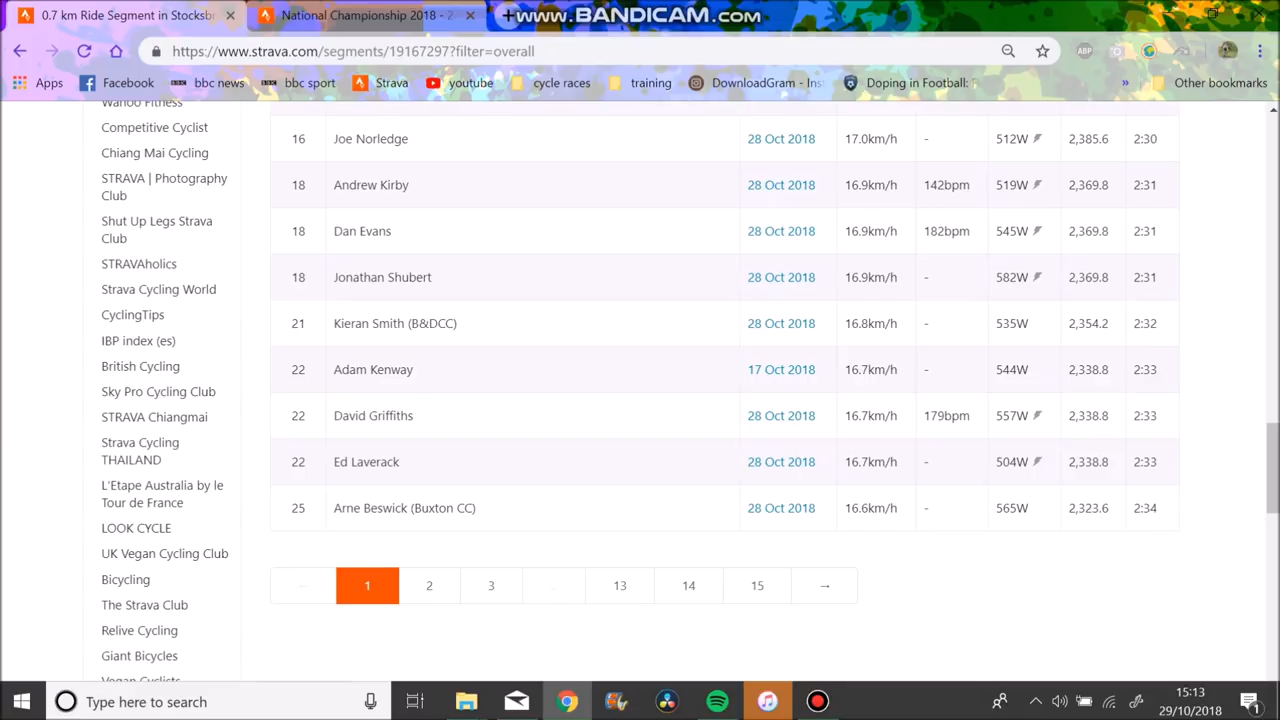 0.7 km Ride Segment in Stocksb
National Championship 2018 - 2
www.BANDICAM.com
https://www.strava.com/segments/19167297?filter=overall
ABP
Apps
Facebook
bbc news
bbc sport
Strava
youtube
cycle races
training
DownloadGram - Inst
Doping in Football:
»
Other bookmarks
Wahoo Fitness
Competitive Cyclist
Chiang Mai Cycling
STRAVA | Photography
Club
Shut Up Legs Strava
Club
STRAVAholics
Strava Cycling World
CyclingTips
IBP index (es)
British Cycling
Sky Pro Cycling Club
STRAVA Chiangmai
Strava Cycling
THAILAND
L'Etape Australia by le
Tour de France
LOOK CYCLE
UK Vegan Cycling Club
Bicycling
The Strava Club
Relive Cycling
Giant Bicycles
Vegan Cyclists
16 Joe Norledge 28 Oct 2018 17.0km/h - 512W 2,385.6 2:30
18 Andrew Kirby 28 Oct 2018 16.9km/h 142bpm 519W 2,369.8 2:31
18 Dan Evans 28 Oct 2018 16.9km/h 182bpm 545W 2,369.8 2:31
18 Jonathan Shubert 28 Oct 2018 16.9km/h - 582W 2,369.8 2:31
21 Kieran Smith (B&DCC) 28 Oct 2018 16.8km/h - 535W 2,354.2 2:32
22 Adam Kenway 17 Oct 2018 16.7km/h - 544W 2,338.8 2:33
22 David Griffiths 28 Oct 2018 16.7km/h 179bpm 557W 2,338.8 2:33
22 Ed Laverack 28 Oct 2018 16.7km/h - 504W 2,338.8 2:33
25 Arne Beswick (Buxton CC) 28 Oct 2018 16.6km/h - 565W 2,323.6 2:34
← 1 2 3 13 14 15 →
Type here to search
15:13
29/10/2018
1